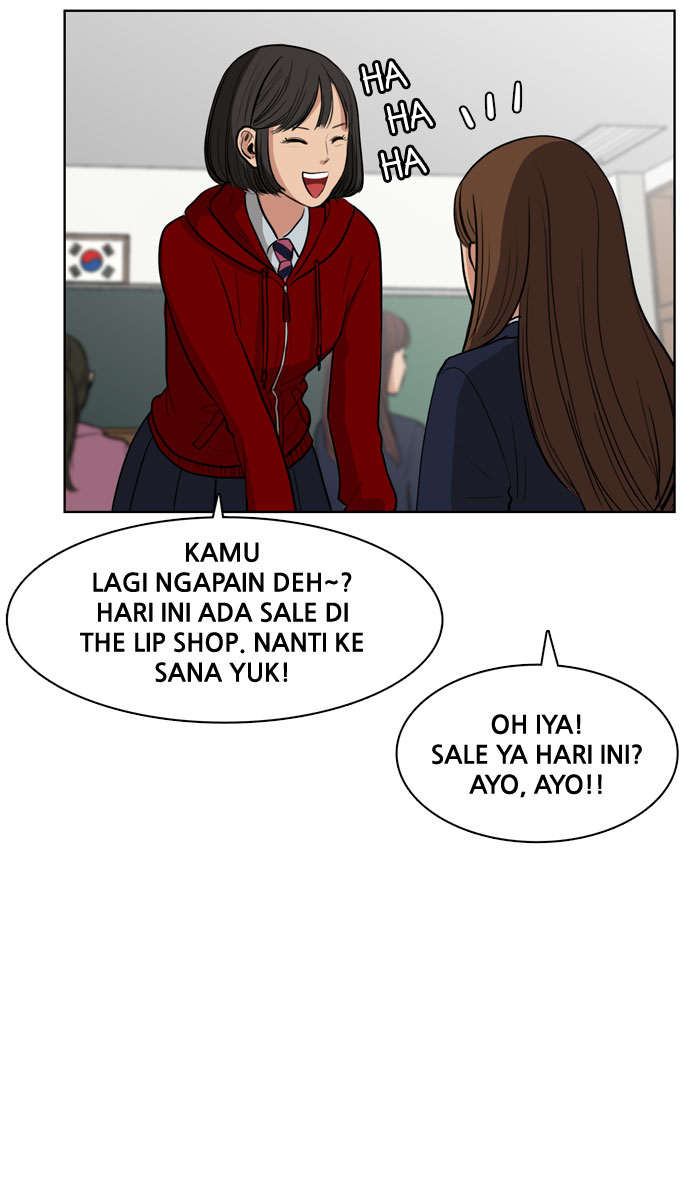 HA
HA
HA
KAMU
LAGI NGAPAIN DEH~?
HARI INI ADA SALE DI
THE LIP SHOP. NANTI KE
SANA YUK!
OH IYA!
SALE YA HARI INI?
AYO, AYO!!